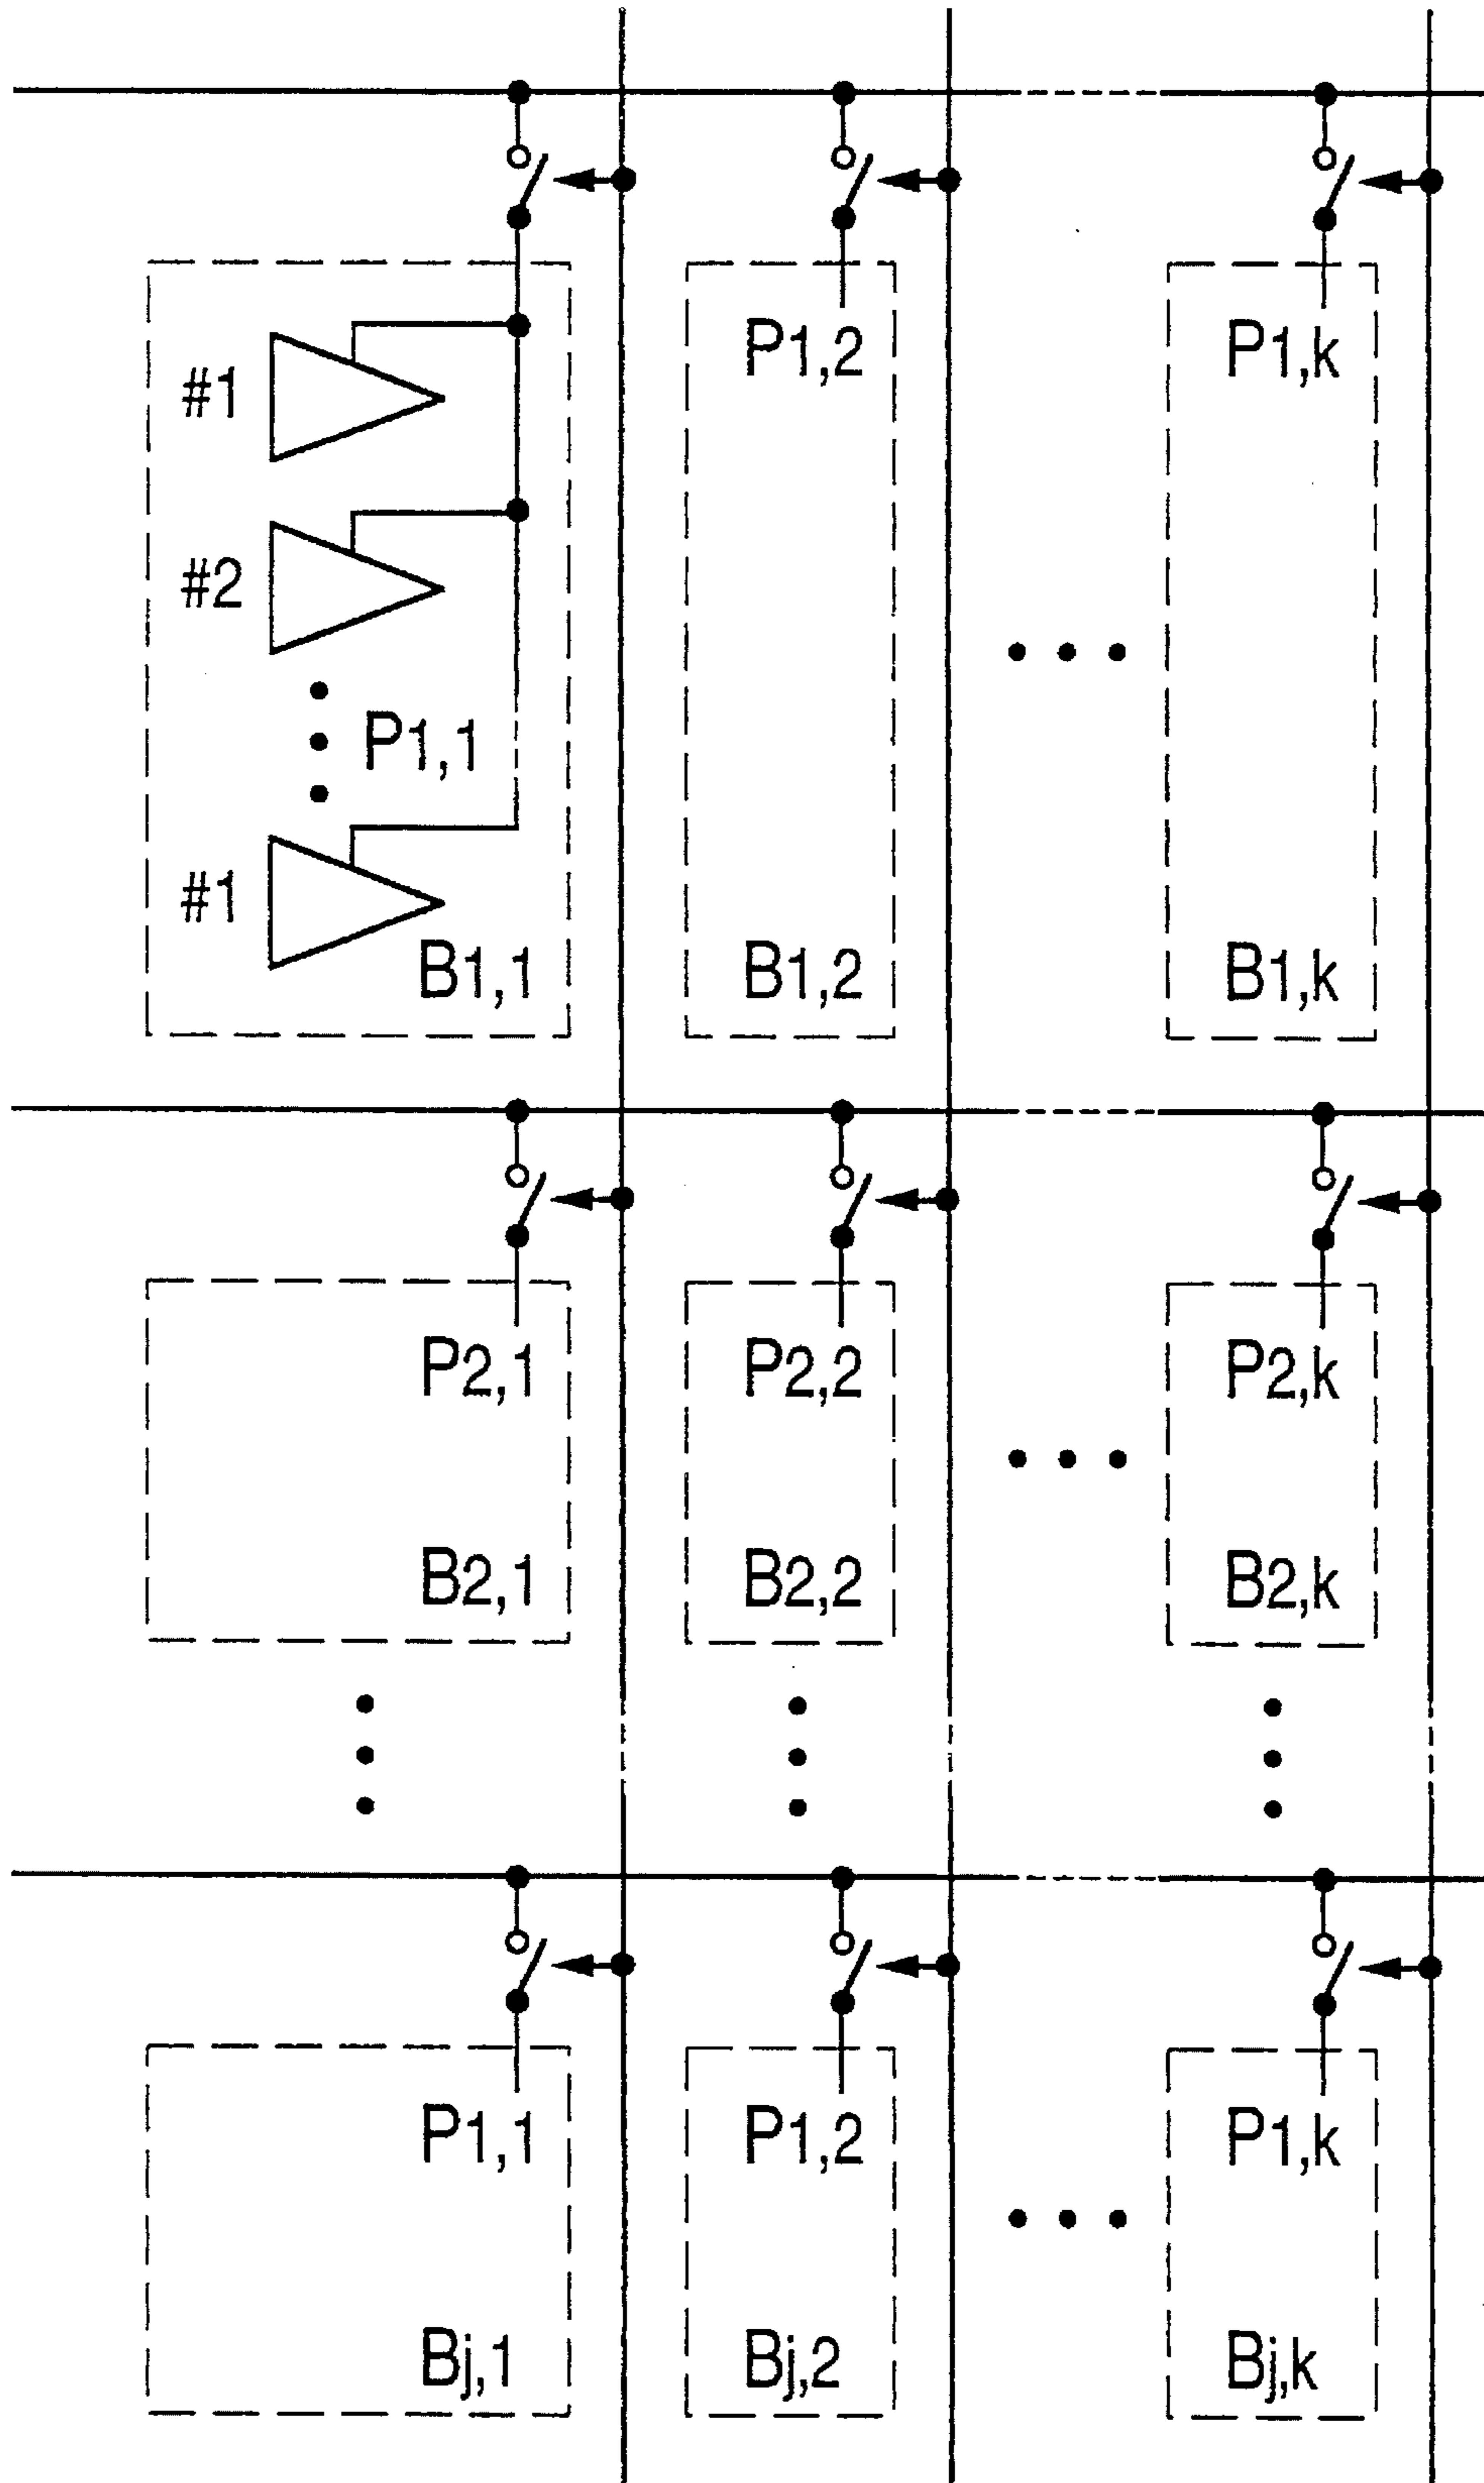 #1
P1,2
P1,k
#2
P1,1
#1
B1,1
B1,2
B1,k
P2,1
P2,2
P2,k
B2,1
B2,2
B2,k
P1,1
P1,2
P1,k
Bj,1
Bj,2
Bj,k